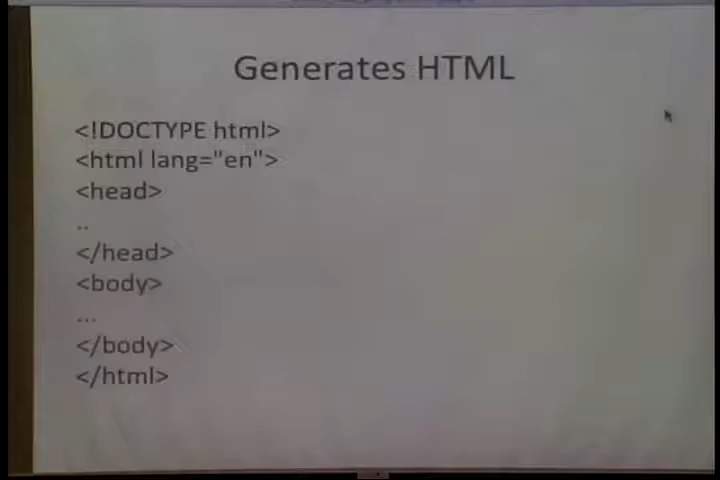 Generates HTML
<!DOCTYPE html>
<html lang="en">
<head>
..
</head>
<body>
...
</body>
</html>